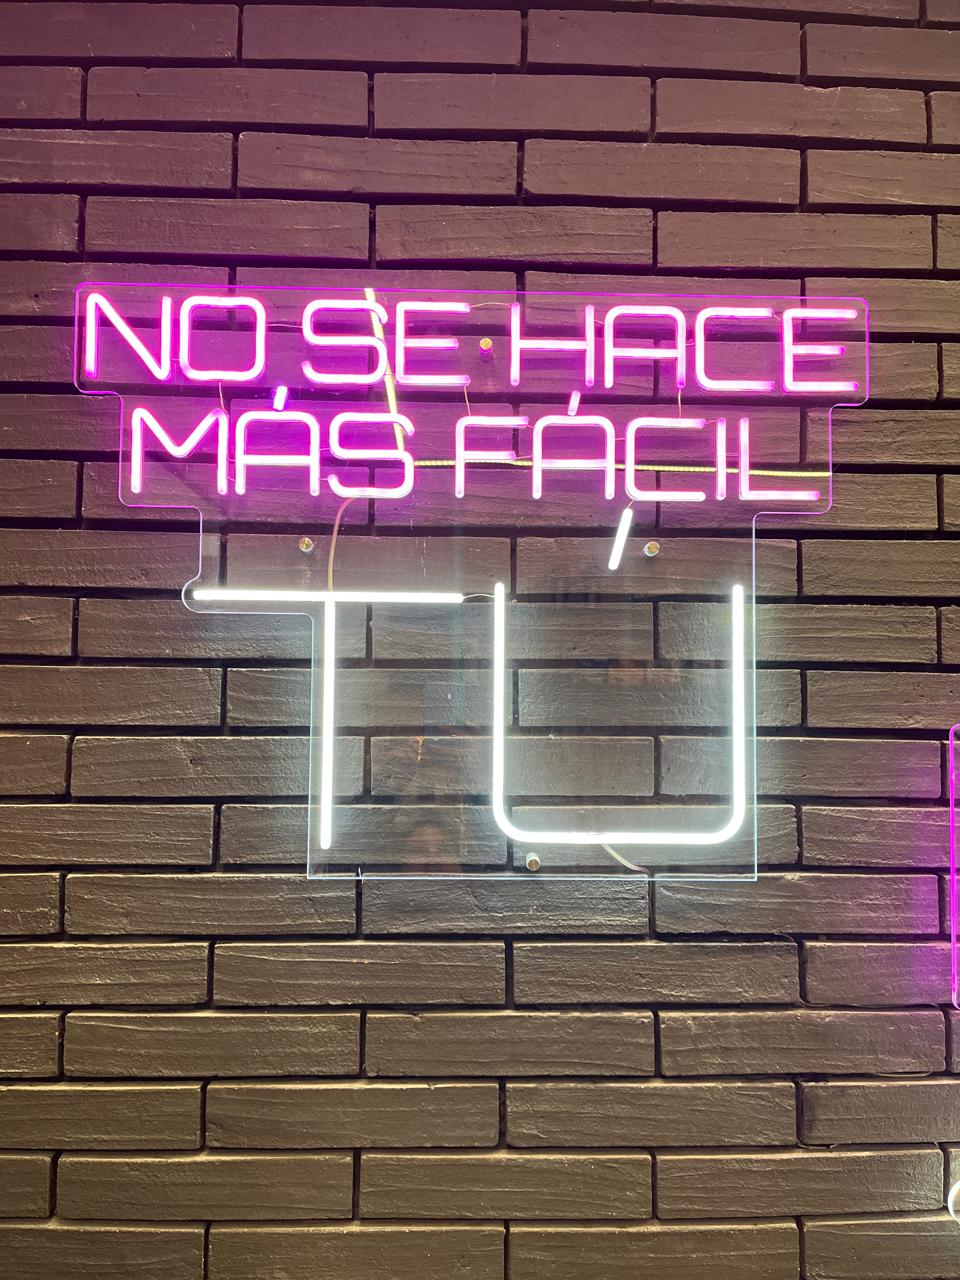 NO SE HACE
MÁS FÁCIL
TÚ